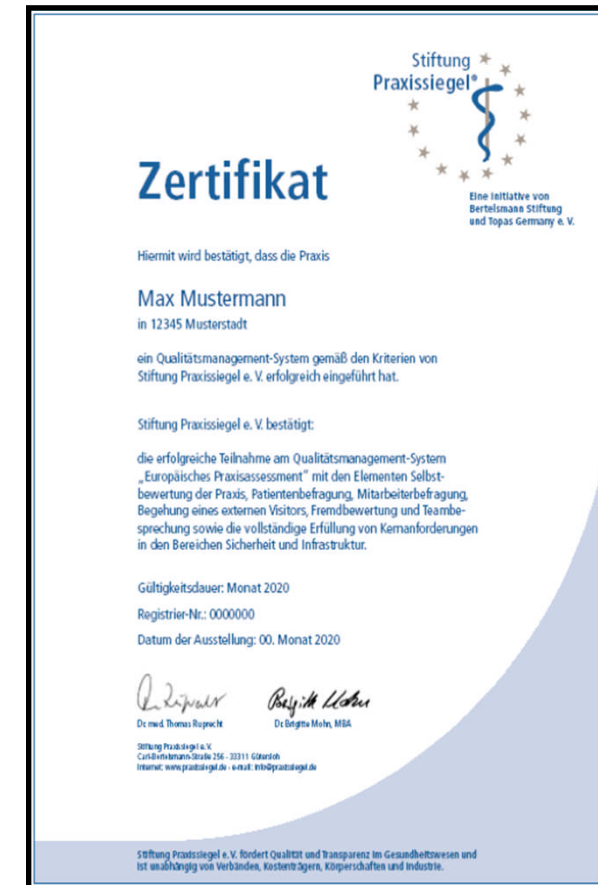 Stiftung
Praxissiegel®
Eine Initiative von
Bertelsmann Stiftung
und Topas Germany e. V.
Zertifikat
Hiermit wird bestätigt, dass die Praxis
Max Mustermann
in 12345 Musterstadt
ein Qualitätsmanagement-System gemäß den Kriterien von
Stiftung Praxissiegel e. V. erfolgreich eingeführt hat.
Stiftung Praxissiegel e. V. bestätigt:
die erfolgreiche Teilnahme am Qualitätsmanagement-System
„Europäisches Praxisassessment" mit den Elementen Selbst-
bewertung der Praxis, Patientenbefragung, Mitarbeiterbefragung,
Begehung eines externen Visitors, Fremdbewertung und Teambe-
sprechung sowie die vollständige Erfüllung von Kernanforderungen
in den Bereichen Sicherheit und Infrastruktur.
Gültigkeitsdauer: Monat 2020
Registrier-Nr.: 0000000
Datum der Ausstellung: 00. Monat 2020
Brigitte Mohn
Dr. med. Thomas Ruprecht Dr. Brigitte Mohn, MBA
Stiftung Praxissiegel e. V.
Carl-Bertelsmann-Straße 256 - 33311 Gütersloh
Internet: www.praxissiegel.de - e-mail: info@praxissiegel.de
Stiftung Praxissiegel e. V. fördert Qualität und Transparenz im Gesundheitswesen und
ist unabhängig von Verbänden, Kostenträgern, Körperschaften und Industrie.